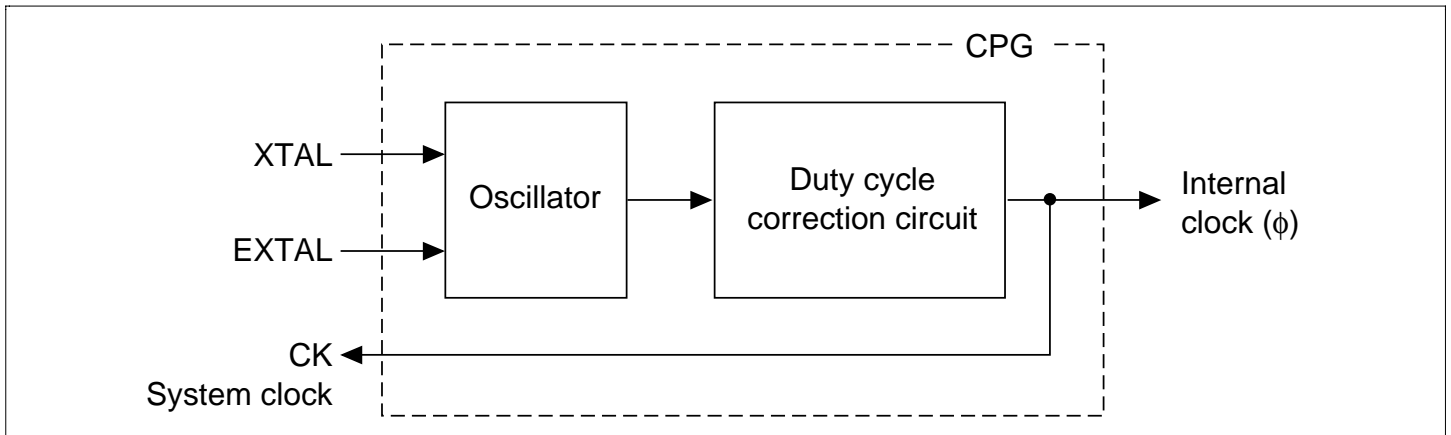 CPG
XTAL
EXTAL
Oscillator
Duty cycle
correction circuit
Internal
clock (ϕ)
CK
System clock